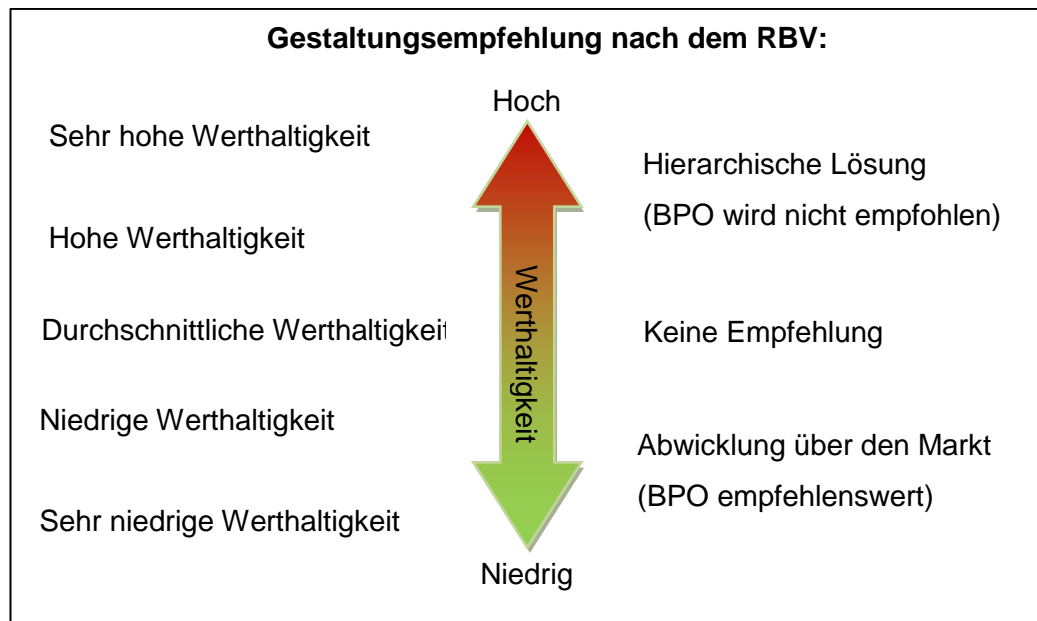 Gestaltungsempfehlung nach dem RBV:
Hoch
Sehr hohe Werthaltigkeit
Hohe Werthaltigkeit
Durchschnittliche Werthaltigkeit
Niedrige Werthaltigkeit
Sehr niedrige Werthaltigkeit
Werthaltigkeit
Hierarchische Lösung
(BPO wird nicht empfohlen)
Keine Empfehlung
Abwicklung über den Markt
(BPO empfehlenswert)
Niedrig